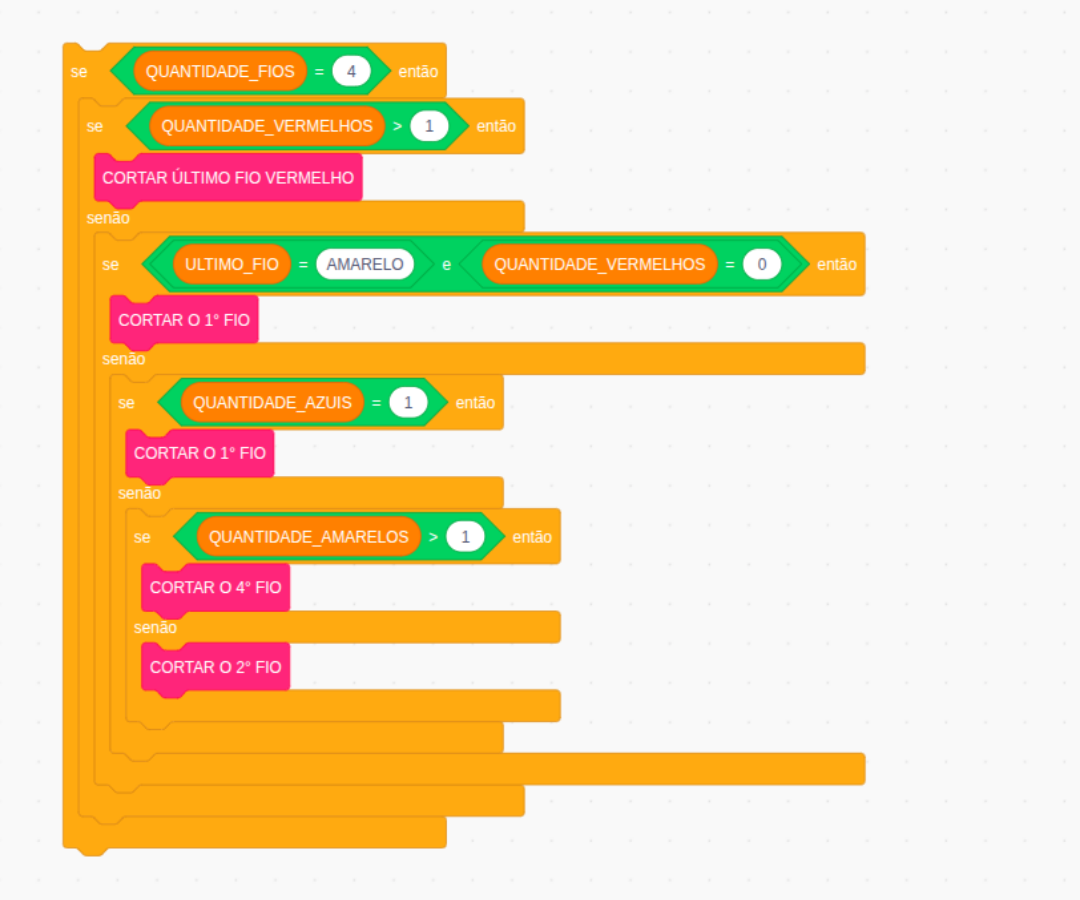 se QUANTIDADE_FIOS = 4 então
se QUANTIDADE_VERMELHOS > 1 então
CORTAR ÚLTIMO FIO VERMELHO
senão
se ULTIMO_FIO = AMARELO e QUANTIDADE_VERMELHOS = 0 então
CORTAR O 1° FIO
senão
se QUANTIDADE_AZUIS = 1 então
CORTAR O 1° FIO
senão
se QUANTIDADE_AMARELOS > 1 então
CORTAR O 4° FIO
senão
CORTAR O 2° FIO